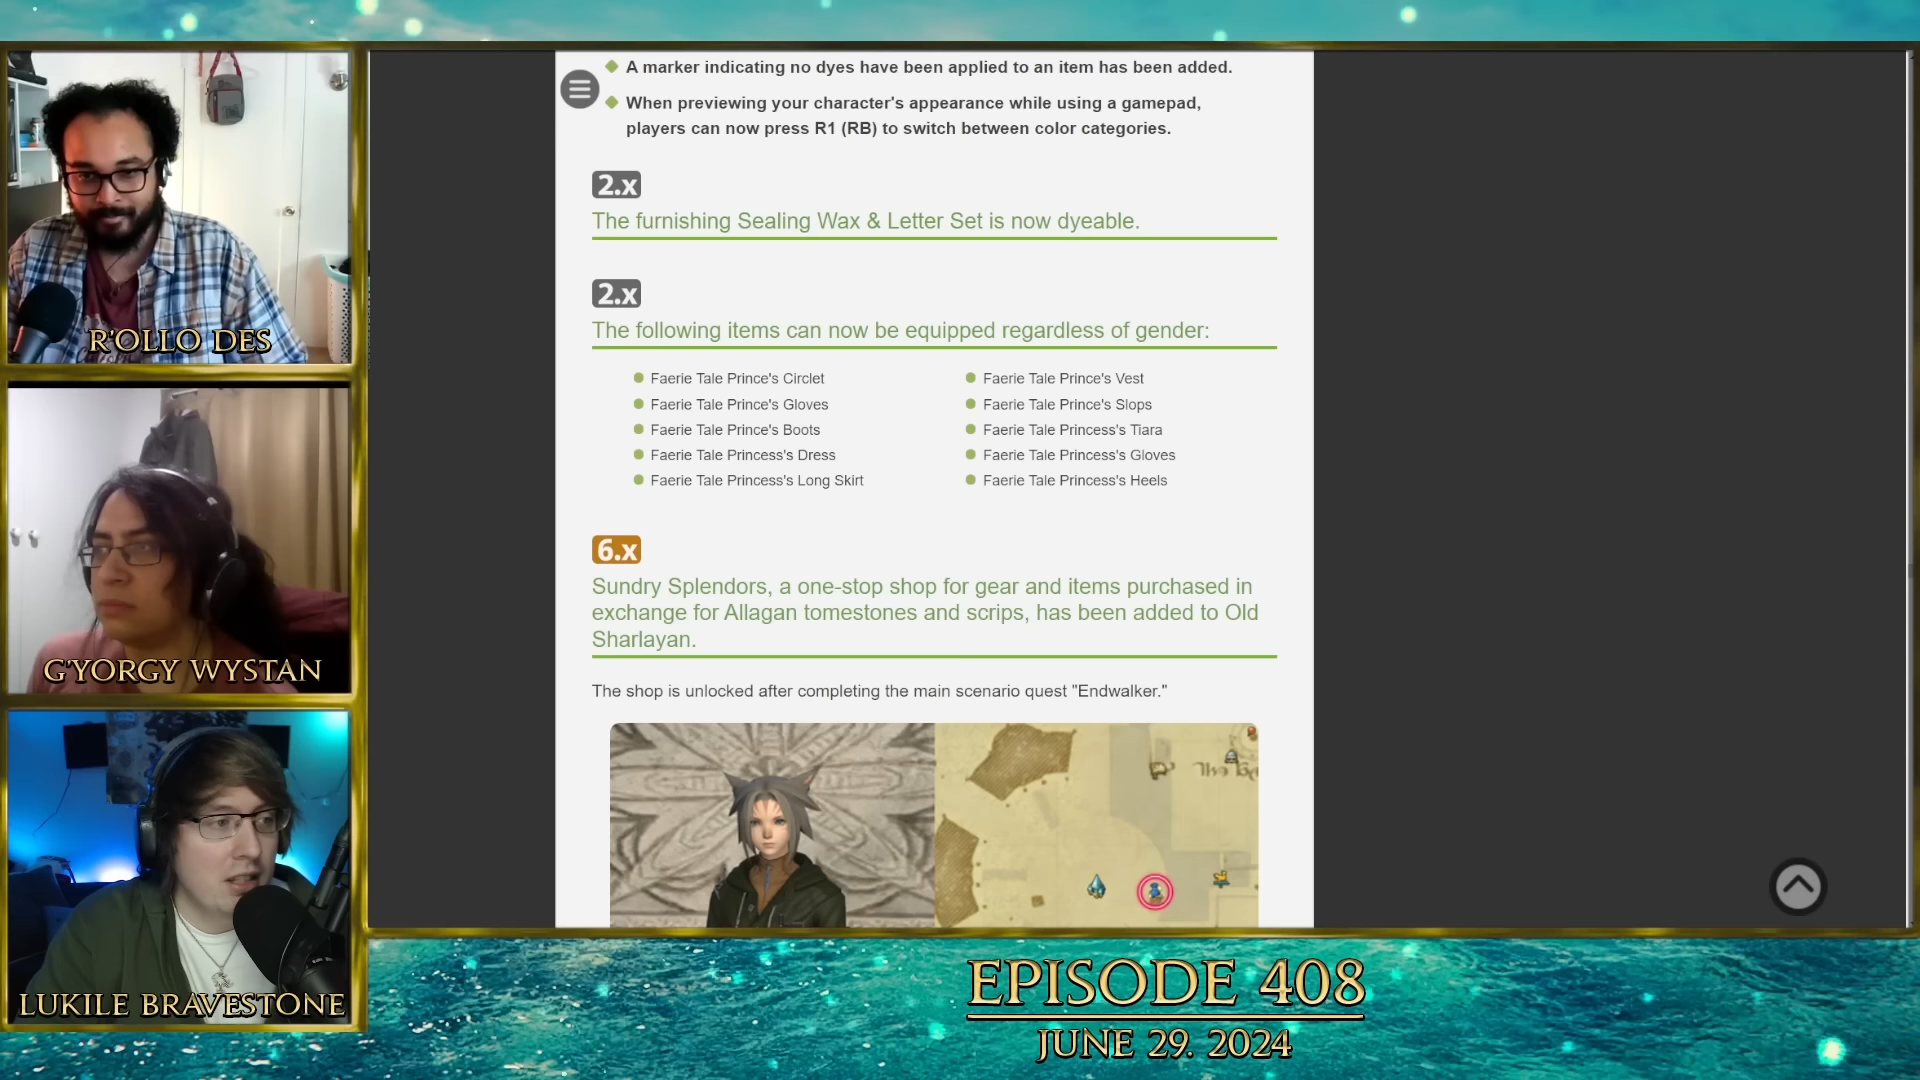 A marker indicating no dyes have been applied to an item has been added.
When previewing your character's appearance while using a gamepad,
players can now press R1 (RB) to switch between color categories.
2.x
The furnishing Sealing Wax & Letter Set is now dyeable.
2.x
The following items can now be equipped regardless of gender:
Faerie Tale Prince's Circlet
Faerie Tale Prince's Vest
Faerie Tale Prince's Gloves
Faerie Tale Prince's Slops
Faerie Tale Prince's Boots
Faerie Tale Princess's Tiara
Faerie Tale Princess's Dress
Faerie Tale Princess's Gloves
Faerie Tale Princess's Long Skirt
Faerie Tale Princess's Heels
6.x
Sundry Splendors, a one-stop shop for gear and items purchased in
exchange for Allagan tomestones and scrips, has been added to Old
Sharlayan.
The shop is unlocked after completing the main scenario quest "Endwalker."
R'OLLO DES
G'YORGY WYSTAN
LUKILE BRAVESTONE
EPISODE 408
JUNE 29. 2024